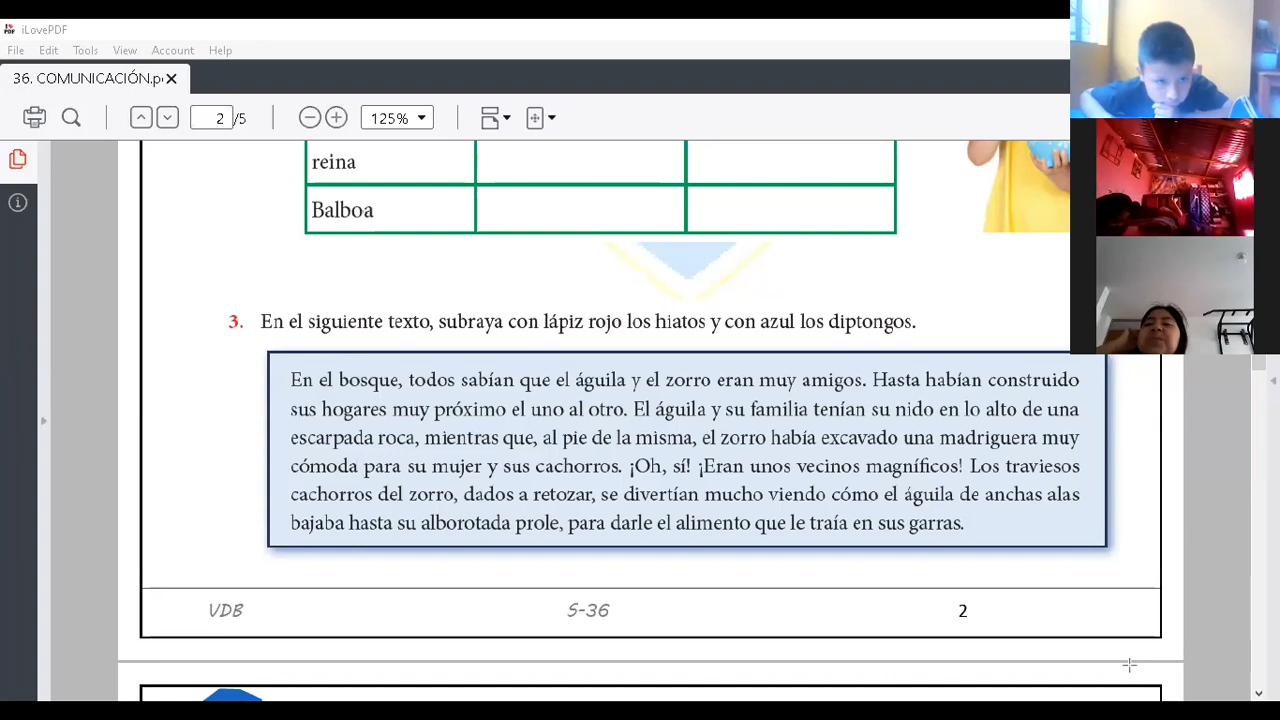 iLovePDF
File Edit Tools View Account Help
36. COMUNICACIÓN.p
2 /5 125%
reina
Balboa
3. En el siguiente texto, subraya con lápiz rojo los hiatos y con azul los diptongos.
En el bosque, todos sabían que el águila y el zorro eran muy amigos. Hasta habían construido
sus hogares muy próximo el uno al otro. El águila y su familia tenían su nido en lo alto de una
escarpada roca, mientras que, al pie de la misma, el zorro había excavado una madriguera muy
cómoda para su mujer y sus cachorros. ¡Oh, sí! ¡Eran unos vecinos magníficos! Los traviesos
cachorros del zorro, dados a retozar, se divertían mucho viendo cómo el águila de anchas alas
bajaba hasta su alborotada prole, para darle el alimento que le traía en sus garras.
VDB S-36 2